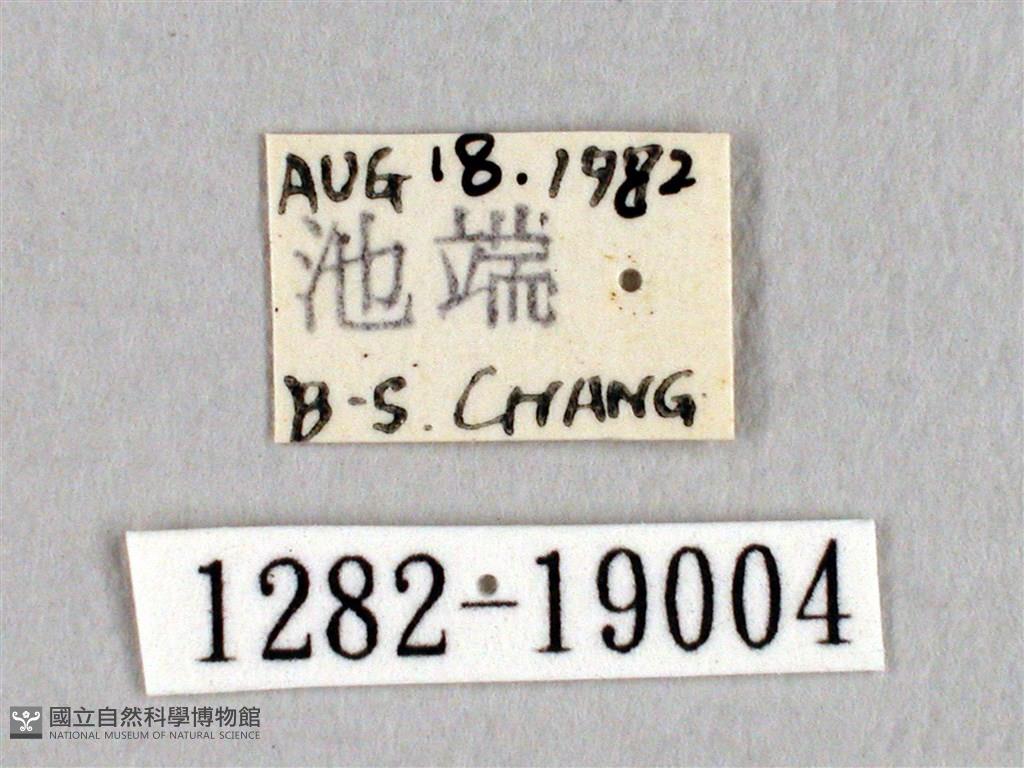 AUG 18. 1982
池端
B-S. CHANG
1282-19004
國立自然科學博物館
NATIONAL MUSEUM OF NATURAL SCIENCE